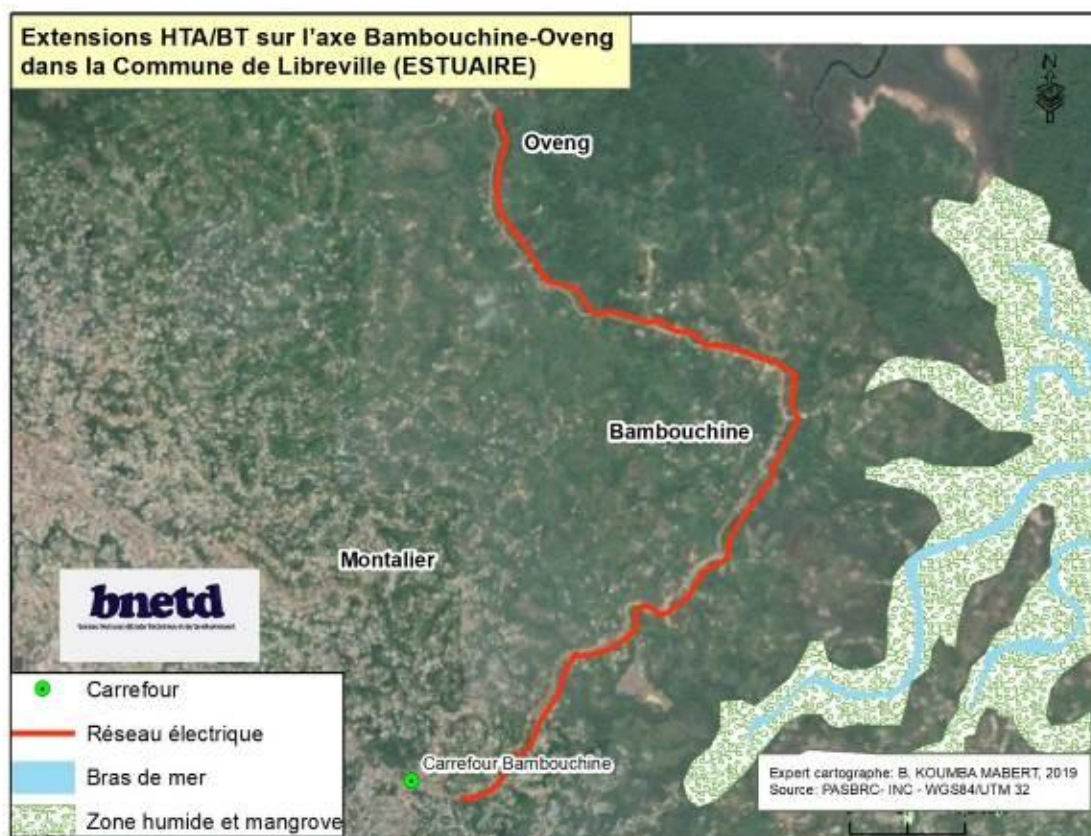 Extensions HTA/BT sur l'axe Bambouchine-Oveng
dans la Commune de Libreville (ESTUAIRE)
N
Oveng
Bambouchine
Montalier
bnetd
Carrefour
Réseau électrique
Bras de mer
Zone humide et mangrove
Carrefour Bambouchine
Expert cartographe: B. KOUMBA MABERT, 2019
Source: PASBRC- INC - WGS84/UTM 32